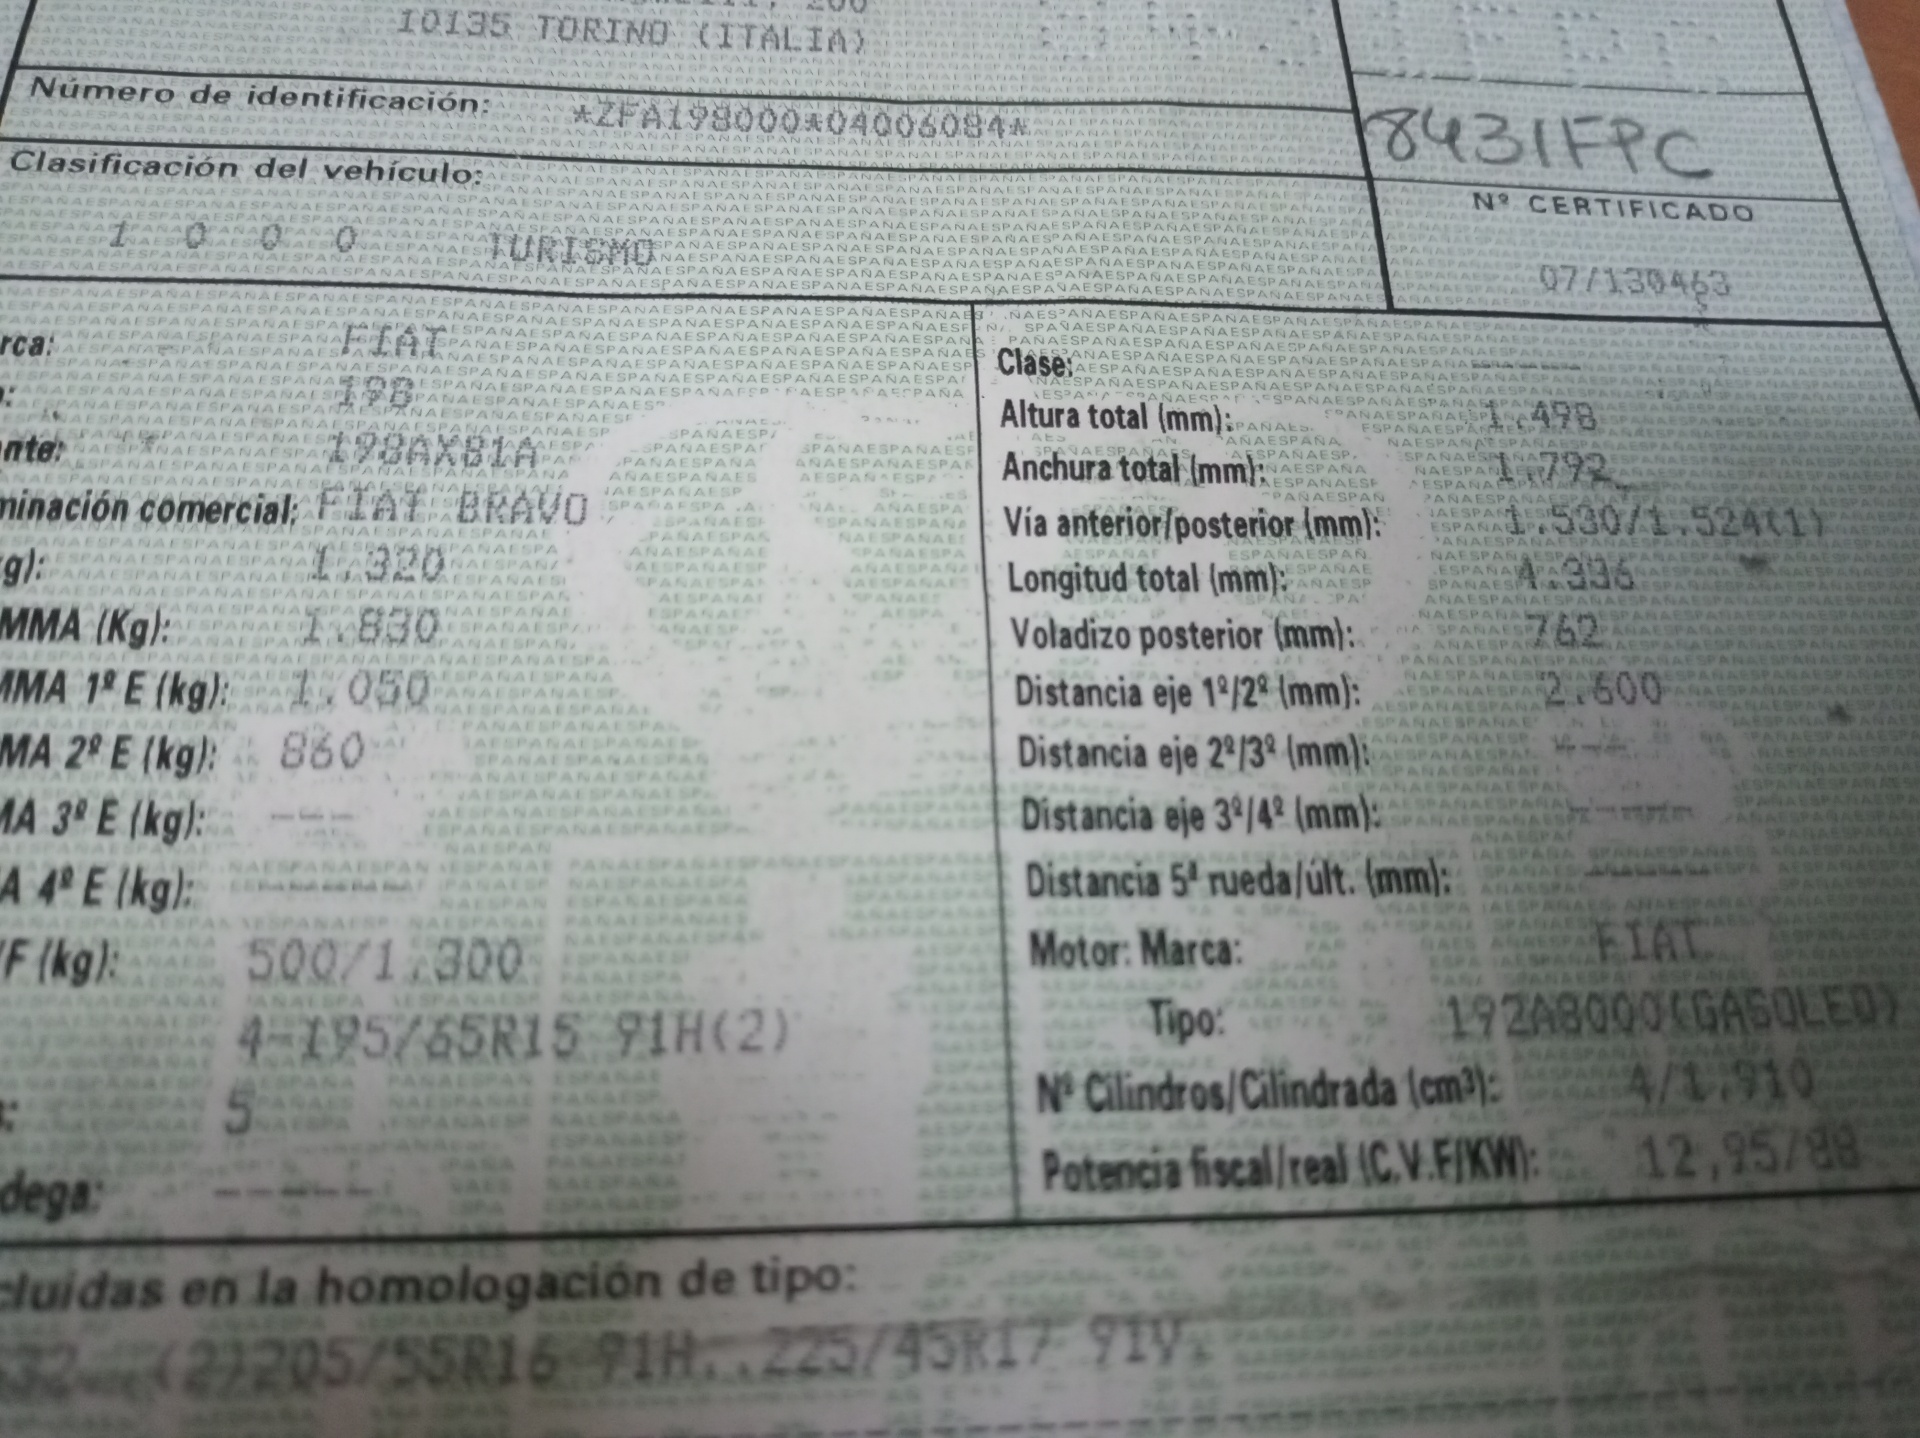 10135 TORINO (ITALIA)
Número de identificación: *ZFA198000*04006084*
8431FPC
Clasificación del vehículo:
Nº CERTIFICADO
1 0 0 0 TURISMO
07/130463
rca: FIAT
: 198
nte: 198AXB1A
minación comercial: FIAT BRAVO
g): 1.320
MMA (Kg): 1.830
MMA 1º E (kg): 1.050
MA 2º E (kg): 860
MA 3º E (kg): ---
A 4º E (kg): ------
/F (kg): 500/1.300
4-195/65R15 91H(2)
s: 5
dega: ------
Clase: -----
Altura total (mm): 1.498
Anchura total (mm): 1.792
Vía anterior/posterior (mm): 1.530/1.524(1)
Longitud total (mm): 4.336
Voladizo posterior (mm): 762
Distancia eje 1º/2º (mm): 2.600
Distancia eje 2º/3º (mm): ---
Distancia eje 3º/4º (mm): -----
Distancia 5ª rueda/últ. (mm): -----
Motor: Marca: FIAT
Tipo: 192A8000(GASOLEO)
Nº Cilindros/Cilindrada (cm³): 4/1.910
Potencia fiscal/real (C.V.F/KW): 12,95/88
cluidas en la homologación de tipo:
32 (2)205/55R16 91H..225/45R17 91V.